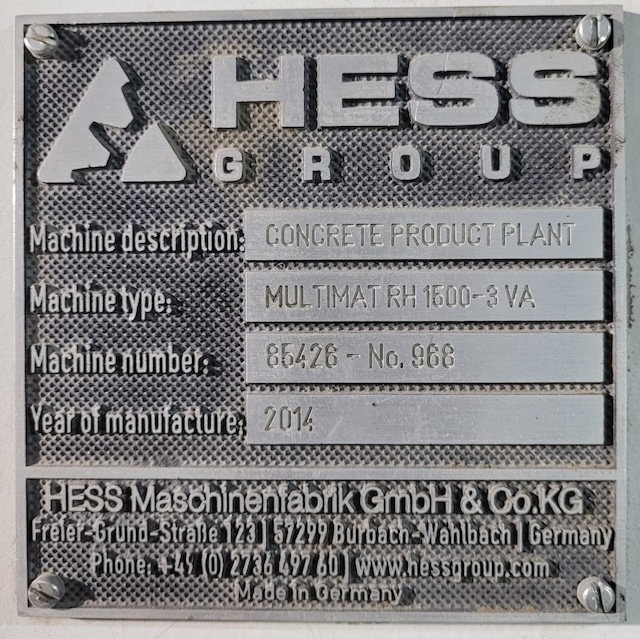 HESS
GROUP
Machine description: CONCRETE PRODUCT PLANT
Machine type: MULTIMAT RH 1500-3 VA
Machine number: 85426 - No. 968
Year of manufacture: 2014
HESS Maschinenfabrik GmbH & Co.KG
Freier-Grund-Straße 123 | 57299 Burbach-Wahlbach | Germany
Phone: +49 (0) 2736 497 60 | www.hessgroup.com
Made in Germany